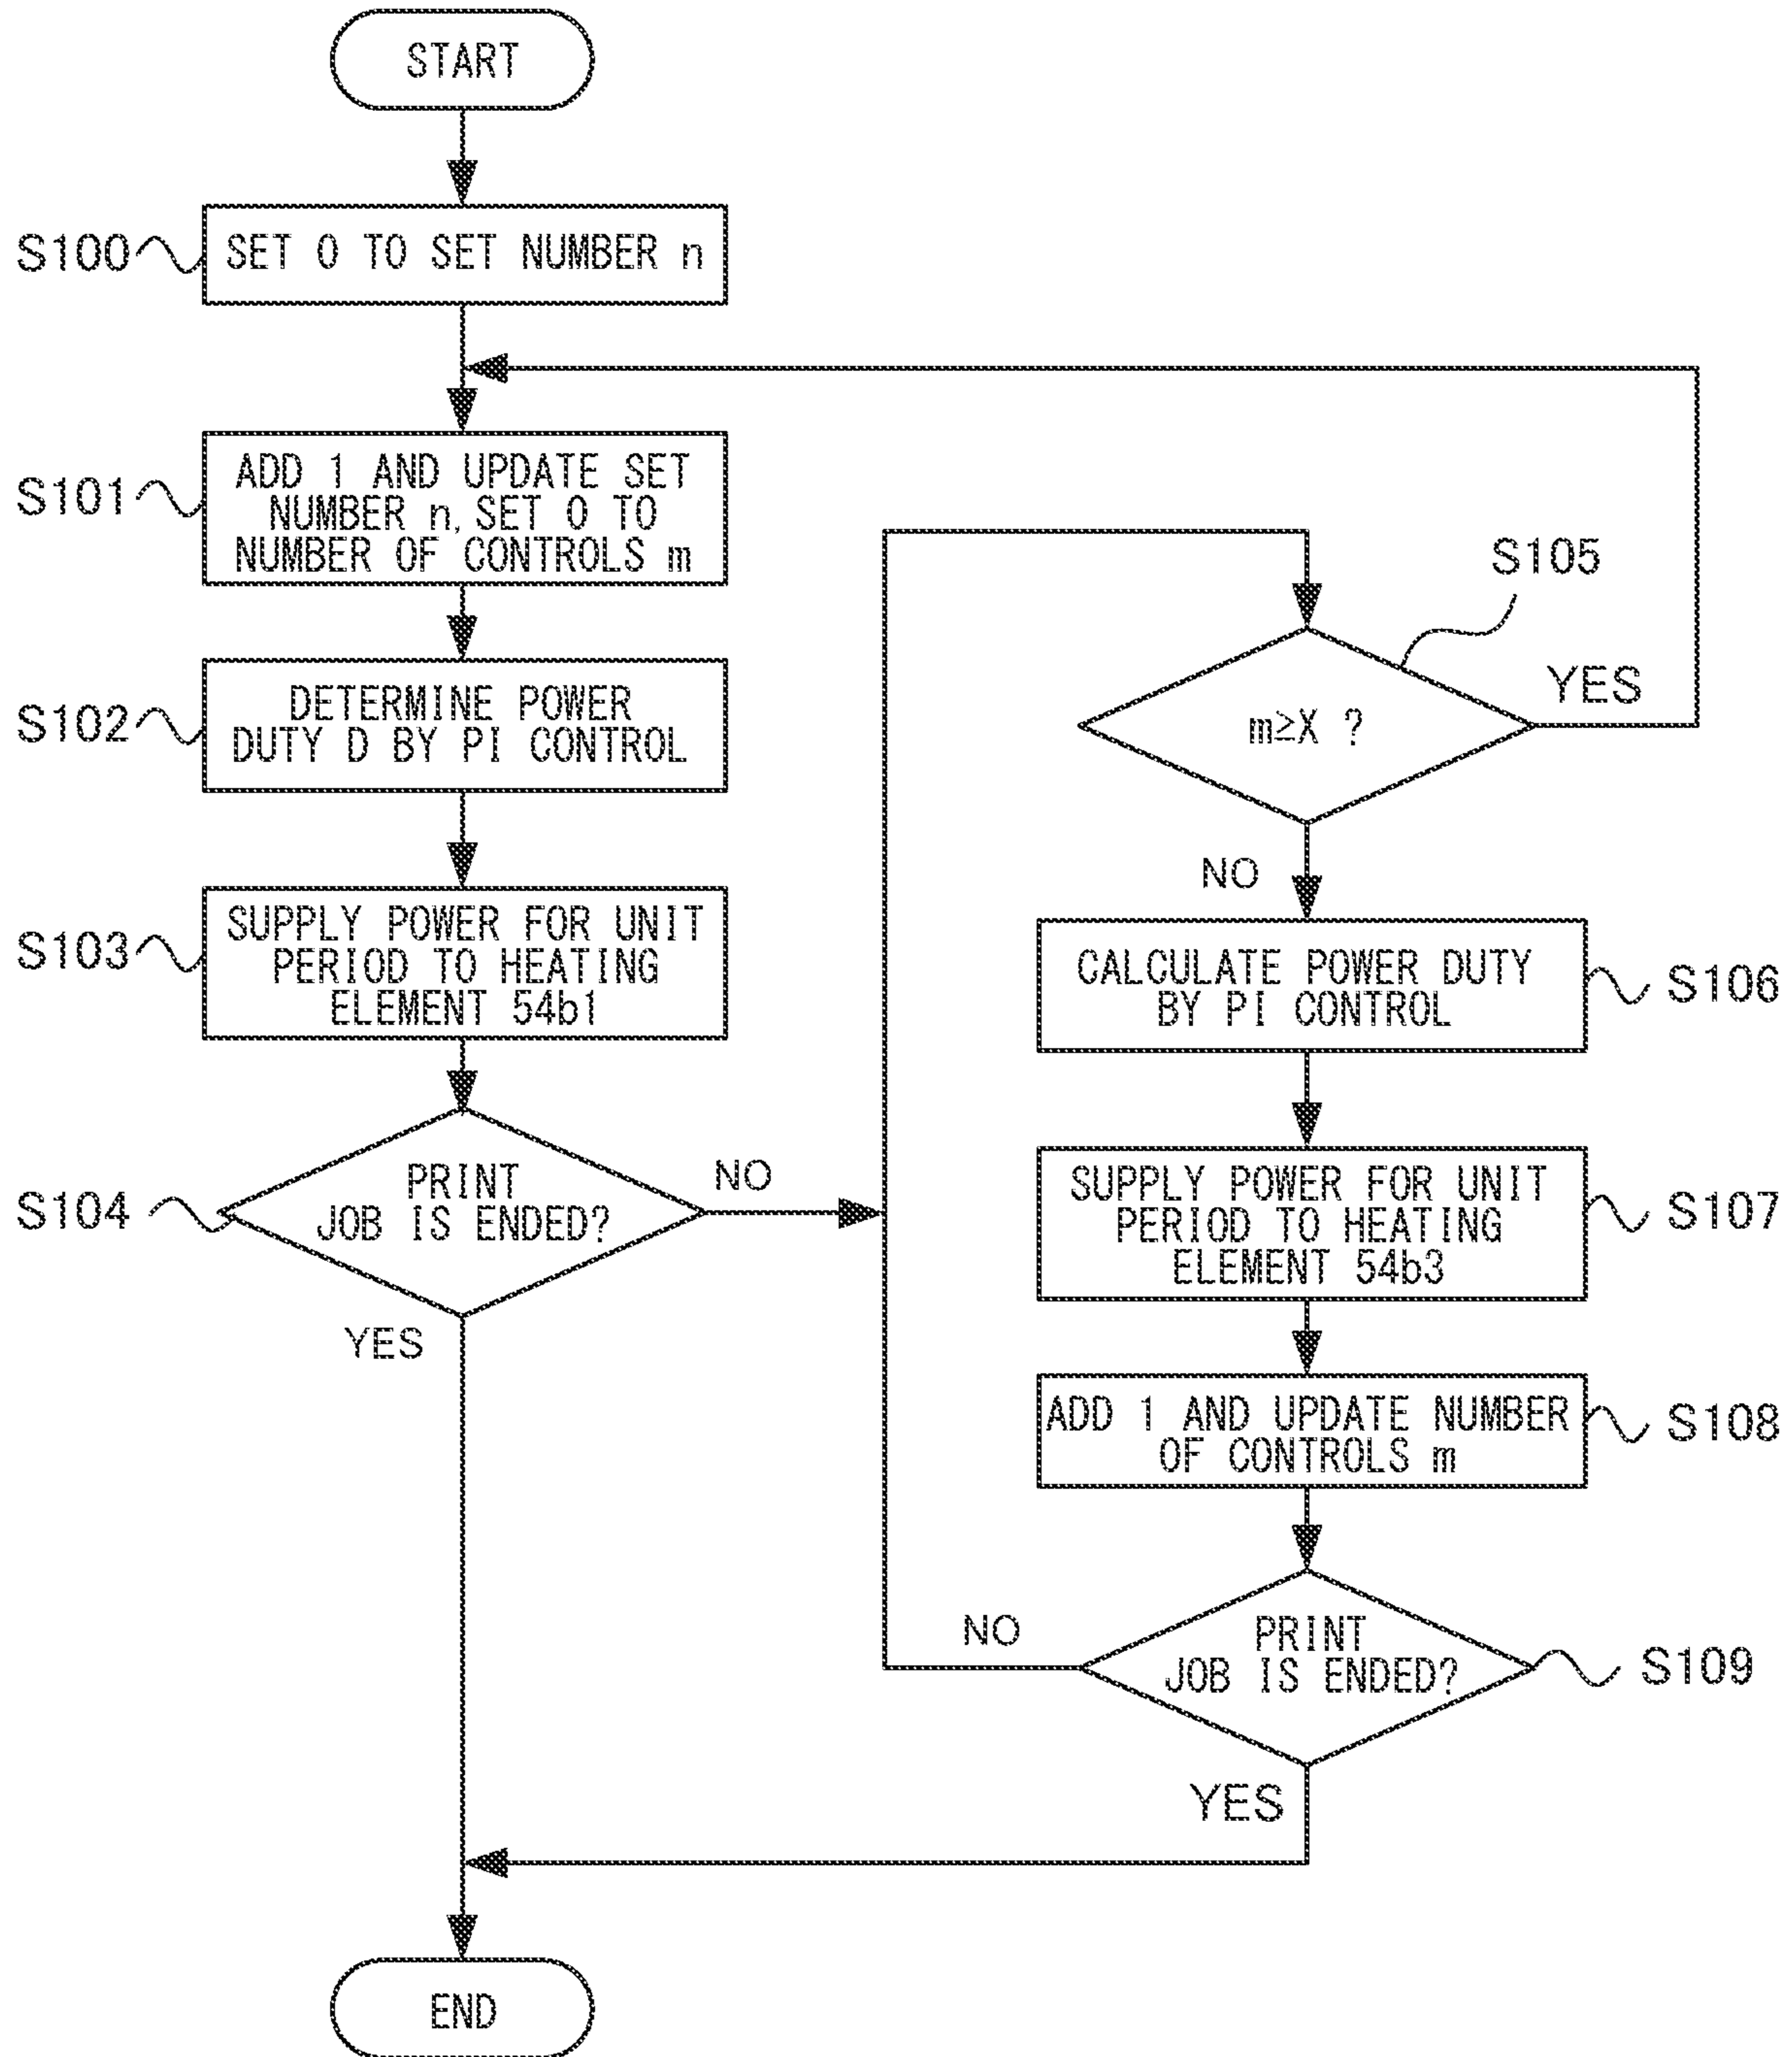 START
S100
SET 0 TO SET NUMBER n
S101
ADD 1 AND UPDATE SET
NUMBER n, SET 0 TO
NUMBER OF CONTROLS m
S102
DETERMINE POWER
DUTY D BY PI CONTROL
S103
SUPPLY POWER FOR UNIT
PERIOD TO HEATING
ELEMENT 54b1
S104
PRINT
JOB IS ENDED?
NO
YES
S105
m≥X ?
YES
NO
CALCULATE POWER DUTY
BY PI CONTROL
S106
SUPPLY POWER FOR UNIT
PERIOD TO HEATING
ELEMENT 54b3
S107
ADD 1 AND UPDATE NUMBER
OF CONTROLS m
S108
PRINT
JOB IS ENDED?
S109
NO
YES
END